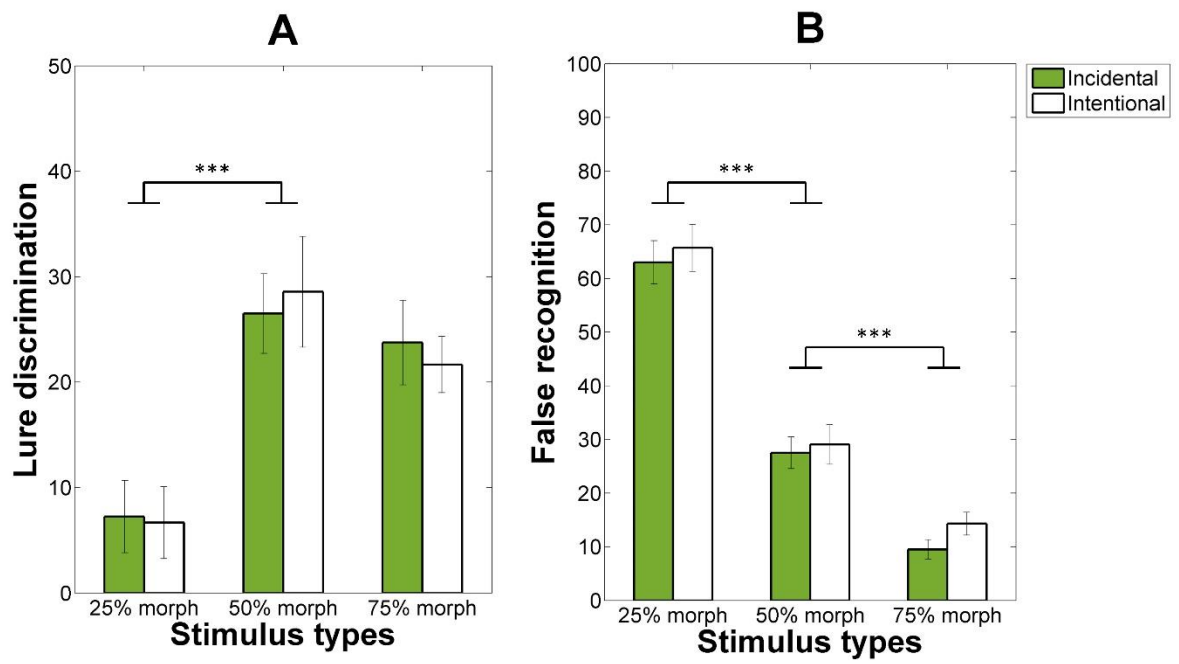 A
Lure discrimination
50
40
30
20
10
0
***
25% morph 50% morph 75% morph
Stimulus types
B
False recognition
100
90
80
70
60
50
40
30
20
10
0
***
***
25% morph 50% morph 75% morph
Stimulus types
Incidental
Intentional